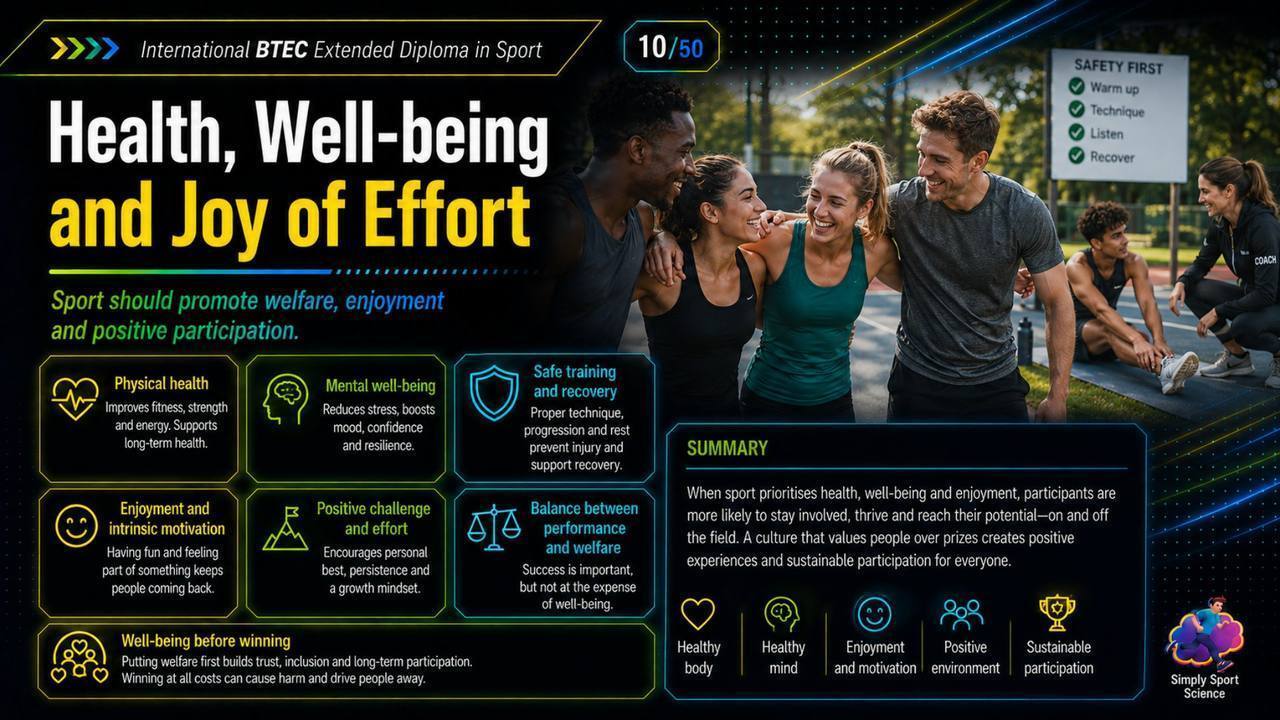 International BTEC Extended Diploma in Sport
10/50
Health, Well-being
and Joy of Effort
Sport should promote welfare, enjoyment
and positive participation.
Physical health
Improves fitness, strength
and energy. Supports
long-term health.
Mental well-being
Reduces stress, boosts
mood, confidence
and resilience.
Safe training
and recovery
Proper technique,
progression and rest
prevent injury and
support recovery.
Enjoyment and
intrinsic motivation
Having fun and feeling
part of something keeps
people coming back.
Positive challenge
and effort
Encourages personal
best, persistence and
a growth mindset.
Balance between
performance
and welfare
Success is important,
but not at the expense
of well-being.
Well-being before winning
Putting welfare first builds trust, inclusion and long-term participation.
Winning at all costs can cause harm and drive people away.
SAFETY FIRST
Warm up
Technique
Listen
Recover
COACH
SUMMARY
When sport prioritises health, well-being and enjoyment, participants are
more likely to stay involved, thrive and reach their potential—on and off
the field. A culture that values people over prizes creates positive
experiences and sustainable participation for everyone.
Healthy
body
Healthy
mind
Enjoyment
and motivation
Positive
environment
Sustainable
participation
Simply Sport
Science